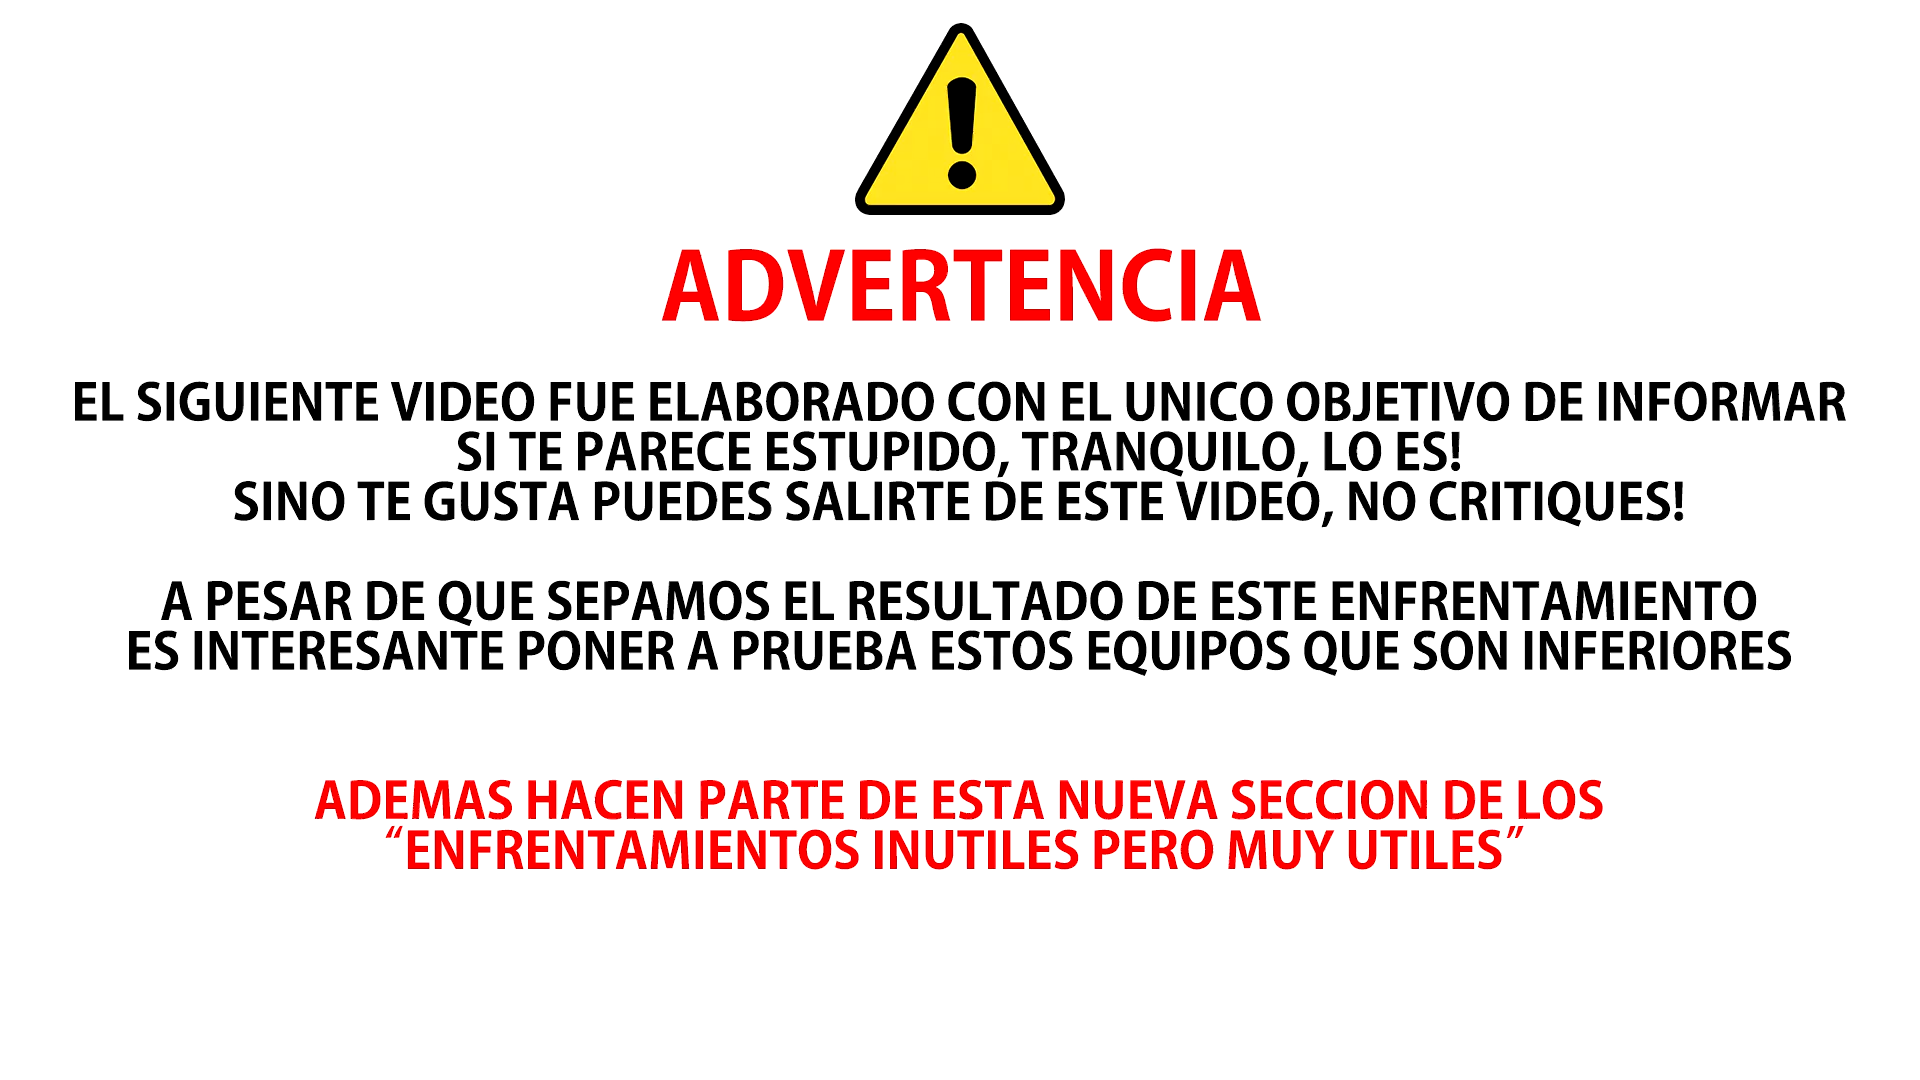 ADVERTENCIA
EL SIGUIENTE VIDEO FUE ELABORADO CON EL UNICO OBJETIVO DE INFORMAR
SI TE PARECE ESTUPIDO, TRANQUILO, LO ES!
SINO TE GUSTA PUEDES SALIRTE DE ESTE VIDEO, NO CRITIQUES!
A PESAR DE QUE SEPAMOS EL RESULTADO DE ESTE ENFRENTAMIENTO
ES INTERESANTE PONER A PRUEBA ESTOS EQUIPOS QUE SON INFERIORES
ADEMAS HACEN PARTE DE ESTA NUEVA SECCION DE LOS
“ENFRENTAMIENTOS INUTILES PERO MUY UTILES”